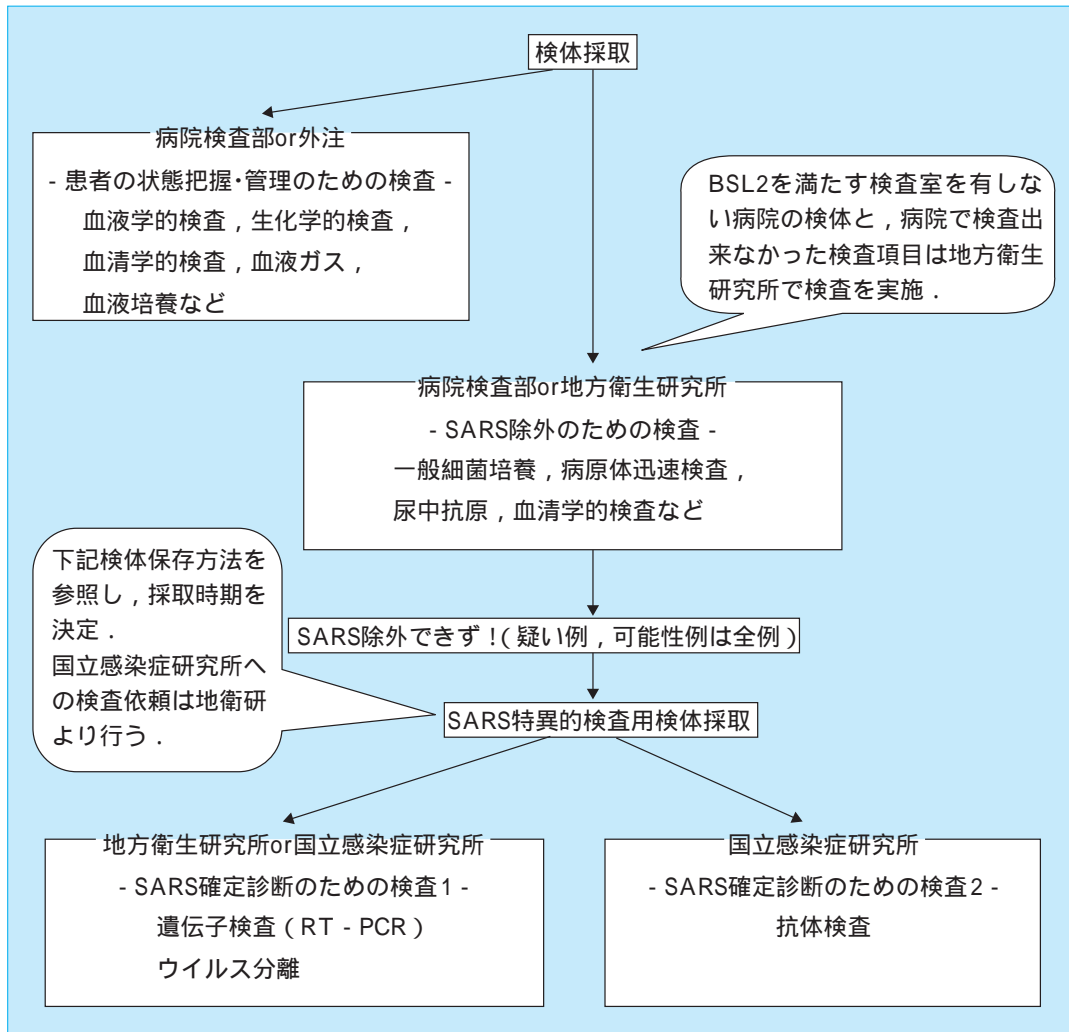 検体採取
病院検査部or外注
- 患者の状態把握・管理のための検査 -
血液学的検査，生化学的検査，
血清学的検査，血液ガス，
血液培養など
BSL2を満たす検査室を有しな
い病院の検体と，病院で検査出
来なかった検査項目は地方衛生
研究所で検査を実施．
病院検査部or地方衛生研究所
- SARS除外のための検査 -
一般細菌培養，病原体迅速検査，
尿中抗原，血清学的検査など
下記検体保存方法を
参照し，採取時期を
決定．
国立感染症研究所へ
の検査依頼は地衛研
より行う．
SARS除外できず！（疑い例，可能性例は全例）
SARS特異的検査用検体採取
地方衛生研究所or国立感染症研究所
- SARS確定診断のための検査1 -
遺伝子検査（RT - PCR）
ウイルス分離
国立感染症研究所
- SARS確定診断のための検査2 -
抗体検査